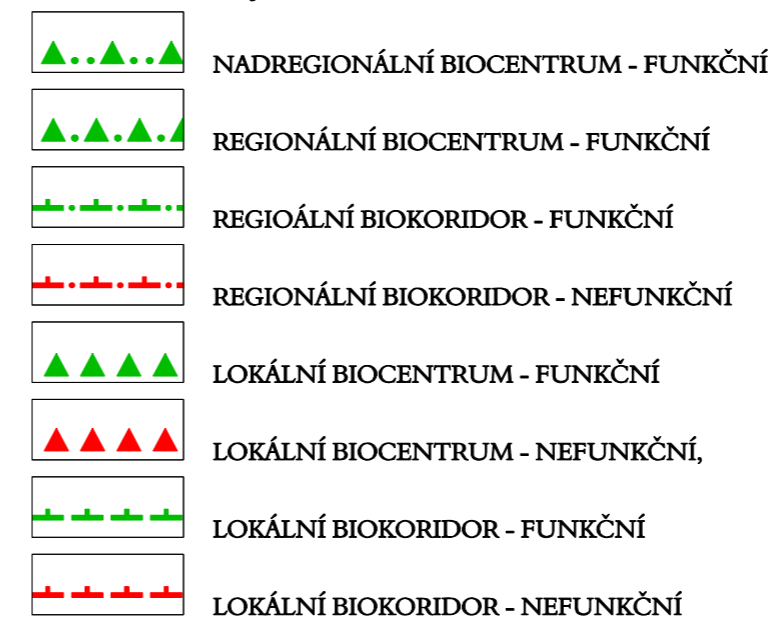 NADREGIONÁLNÍ BIOCENTRUM - FUNKČNÍ
REGIONÁLNÍ BIOCENTRUM - FUNKČNÍ
REGIOÁLNÍ BIOKORIDOR - FUNKČNÍ
REGIONÁLNÍ BIOKORIDOR - NEFUNKČNÍ
LOKÁLNÍ BIOCENTRUM - FUNKČNÍ
LOKÁLNÍ BIOCENTRUM - NEFUNKČNÍ,
LOKÁLNÍ BIOKORIDOR - FUNKČNÍ
LOKÁLNÍ BIOKORIDOR - NEFUNKČNÍ